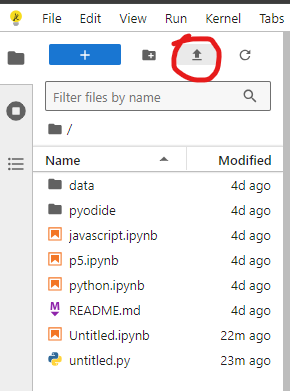 File Edit View Run Kernel Tabs
+
Filter files by name
/
Name Modified
data 4d ago
pyodide 4d ago
javascript.ipynb 4d ago
p5.ipynb 4d ago
python.ipynb 4d ago
README.md 4d ago
Untitled.ipynb 22m ago
untitled.py 23m ago